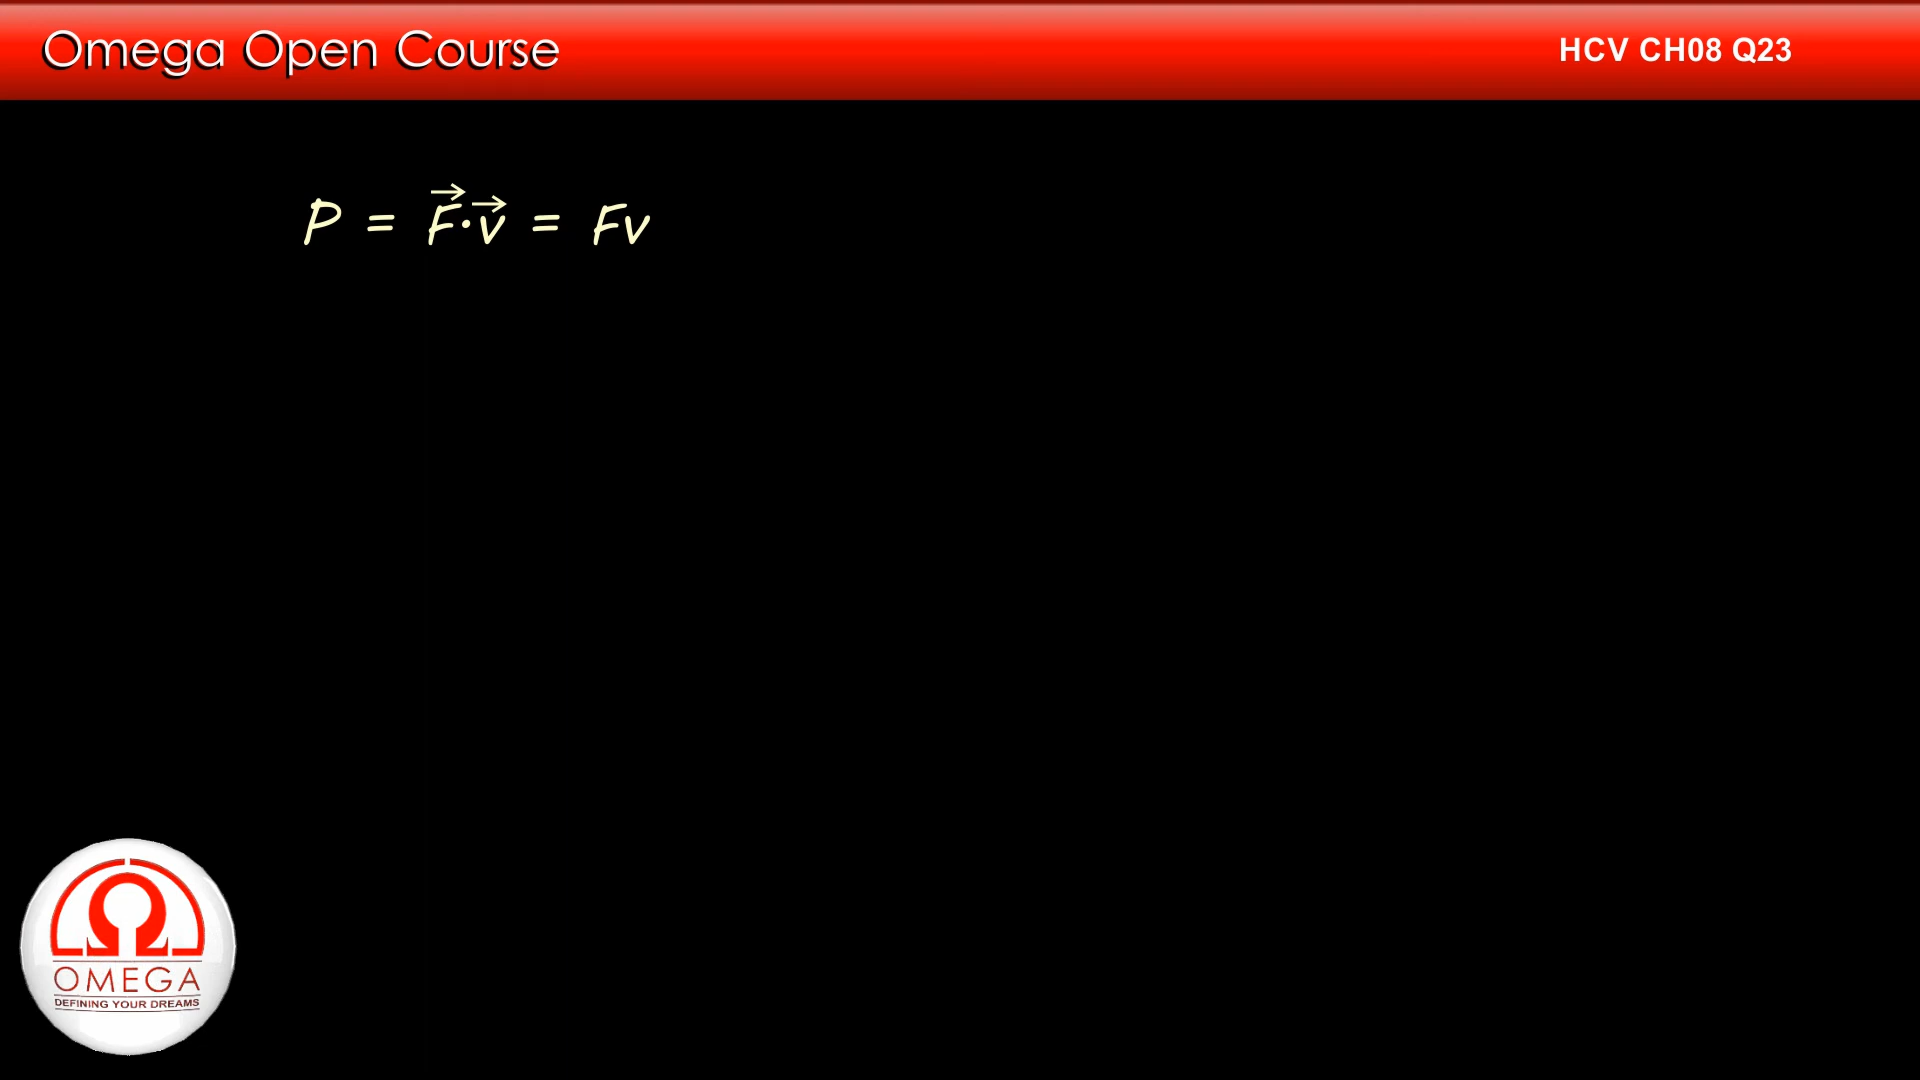 Omega Open Course
HCV CH08 Q23
P = F⃗·v⃗ = Fv
Ω
OMEGA
DEFINING YOUR DREAMS